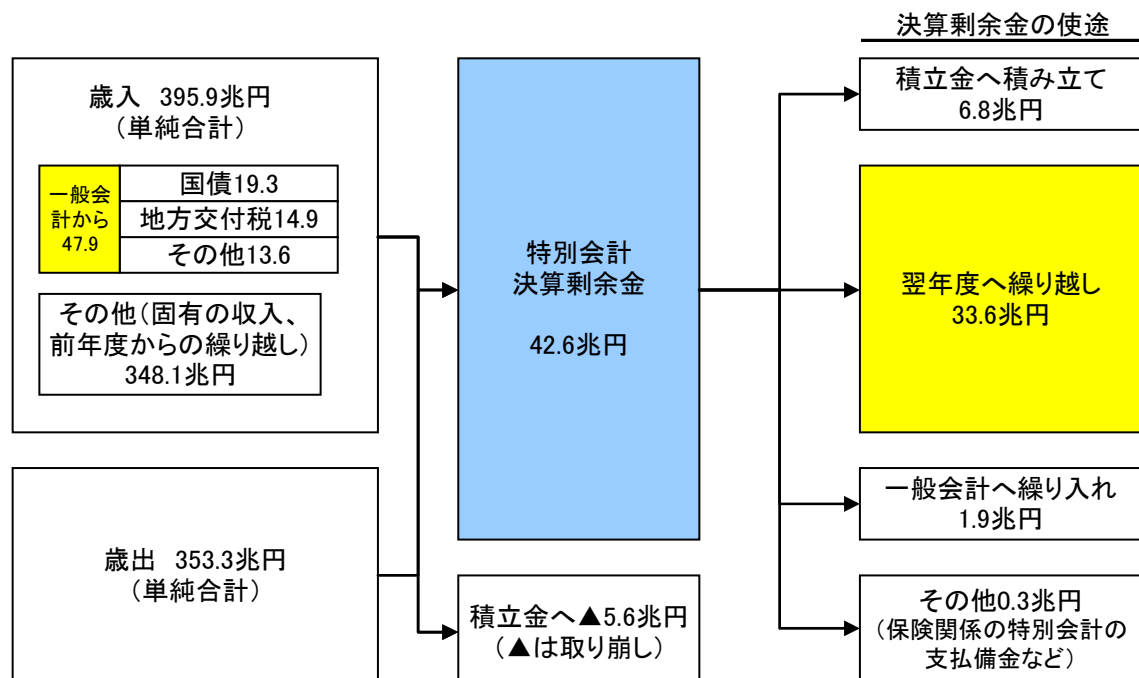 決算剰余金の使途
歳入 395.9兆円
(単純合計)
一般会
計から
47.9
国債19.3
地方交付税14.9
その他13.6
その他(固有の収入、
前年度からの繰り越し)
348.1兆円
歳出 353.3兆円
(単純合計)
特別会計
決算剰余金
42.6兆円
積立金へ▲5.6兆円
(▲は取り崩し)
積立金へ積み立て
6.8兆円
翌年度へ繰り越し
33.6兆円
一般会計へ繰り入れ
1.9兆円
その他0.3兆円
(保険関係の特別会計の
支払備金など)